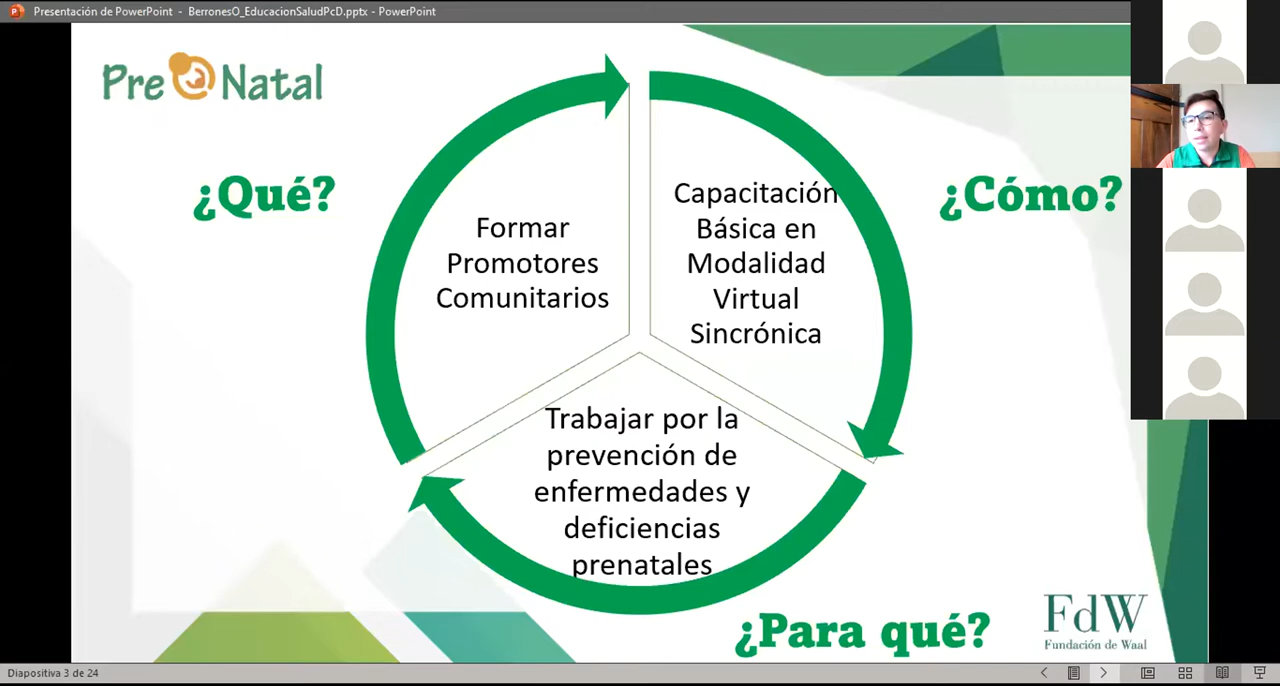 Presentación de PowerPoint - BerronesO_EducacionSaludPcD.pptx - PowerPoint
Pre Natal
¿Qué?
Formar
Promotores
Comunitarios
¿Cómo?
Capacitación
Básica en
Modalidad
Virtual
Sincrónica
Trabajar por la
prevención de
enfermedades y
deficiencias
prenatales
¿Para qué?
FdW
Fundación de Waal
Diapositiva 3 de 24